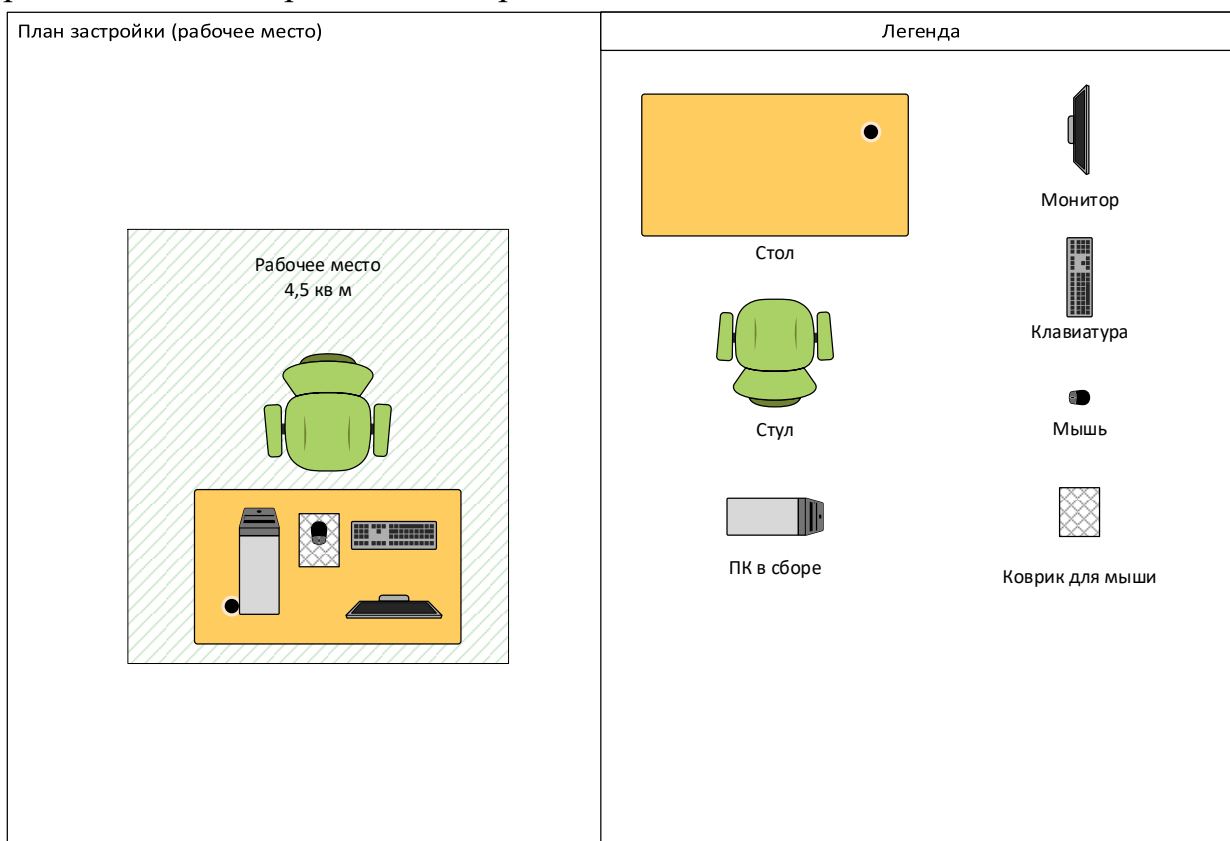 План застройки (рабочее место)
Легенда
Рабочее место
4,5 кв м
Стол
Монитор
Клавиатура
Стул
Мышь
ПК в сборе
Коврик для мыши